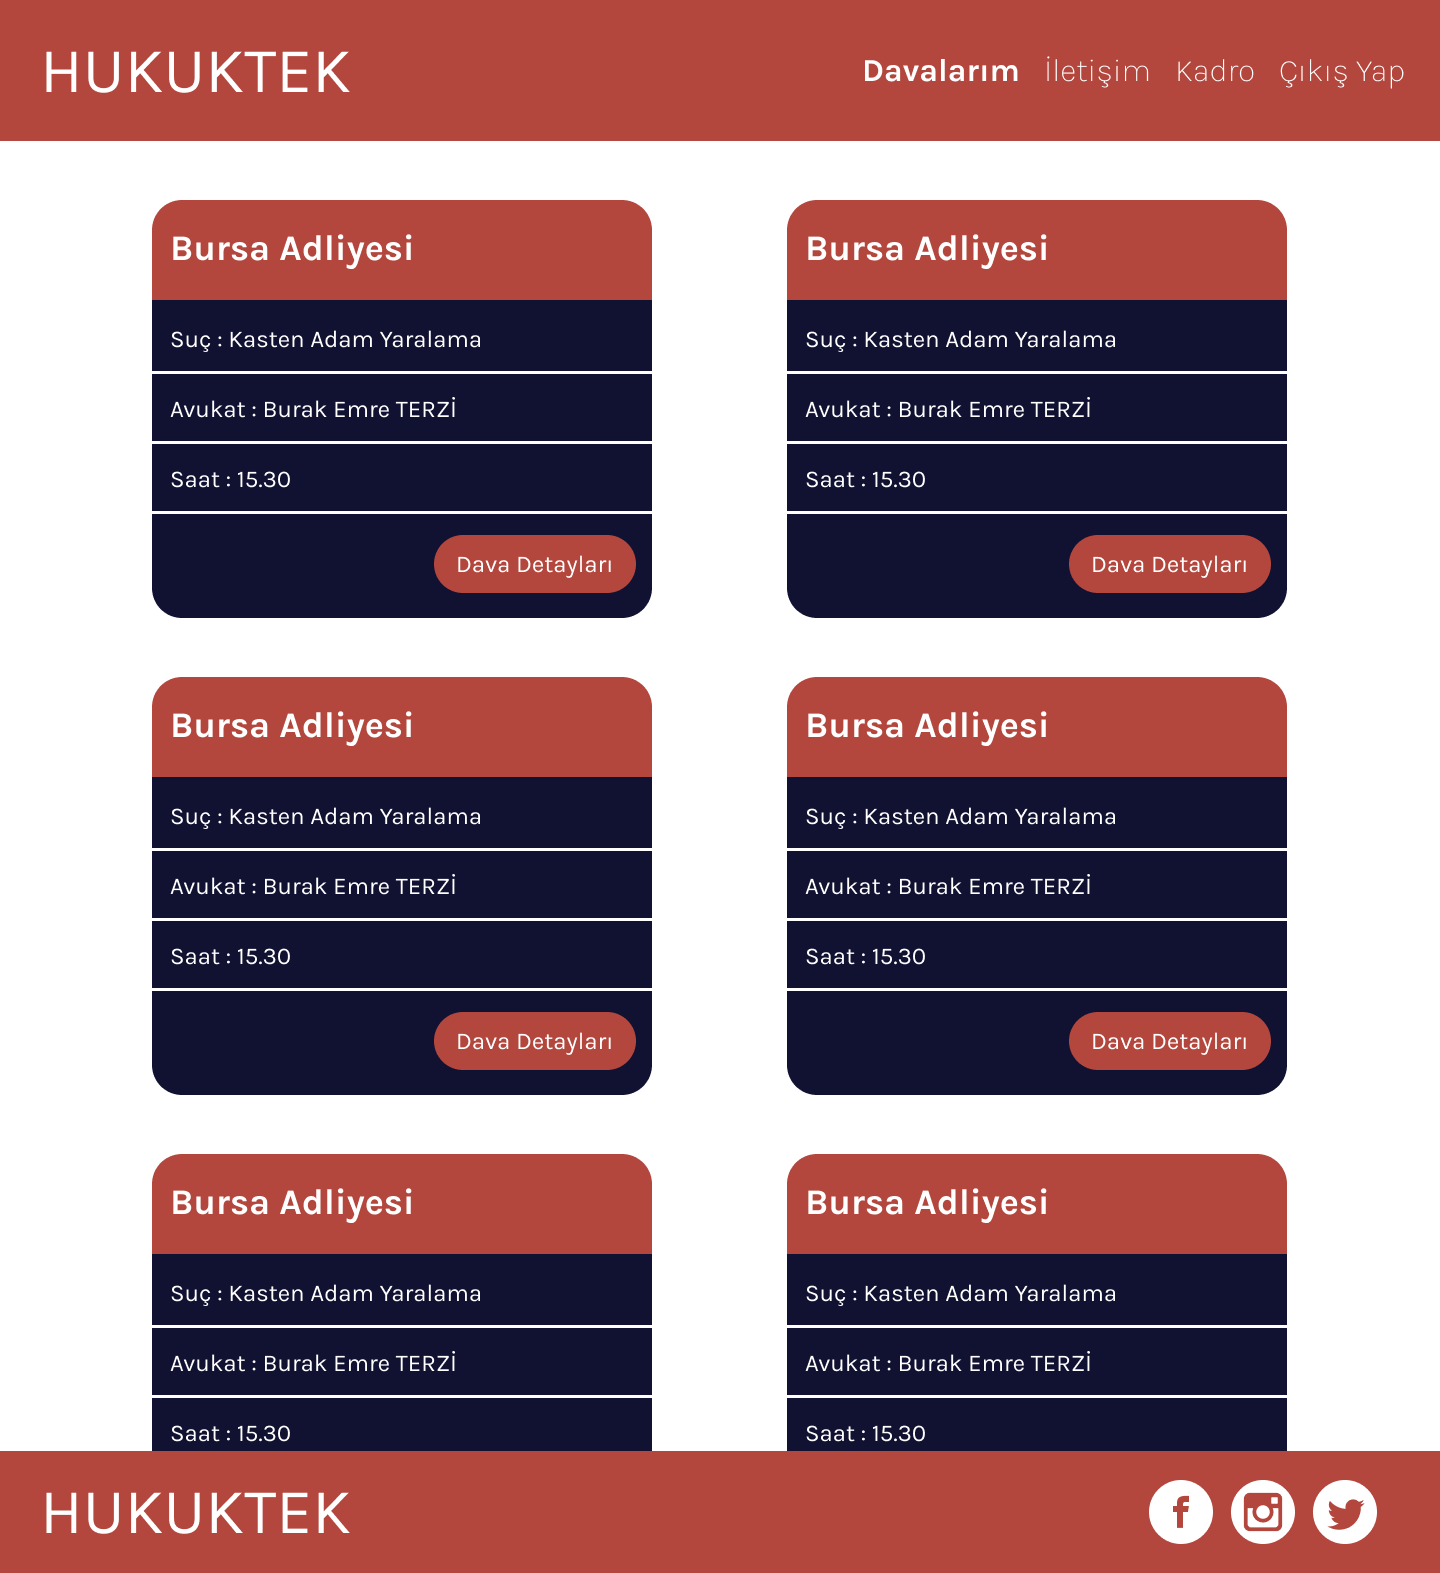 HUKUKTEK
Davalarım İletişim Kadro Çıkış Yap
Bursa Adliyesi
Suç : Kasten Adam Yaralama
Avukat : Burak Emre TERZİ
Saat : 15.30
Dava Detayları
Bursa Adliyesi
Suç : Kasten Adam Yaralama
Avukat : Burak Emre TERZİ
Saat : 15.30
Dava Detayları
Bursa Adliyesi
Suç : Kasten Adam Yaralama
Avukat : Burak Emre TERZİ
Saat : 15.30
Dava Detayları
Bursa Adliyesi
Suç : Kasten Adam Yaralama
Avukat : Burak Emre TERZİ
Saat : 15.30
Dava Detayları
Bursa Adliyesi
Suç : Kasten Adam Yaralama
Avukat : Burak Emre TERZİ
Saat : 15.30
Bursa Adliyesi
Suç : Kasten Adam Yaralama
Avukat : Burak Emre TERZİ
Saat : 15.30
HUKUKTEK